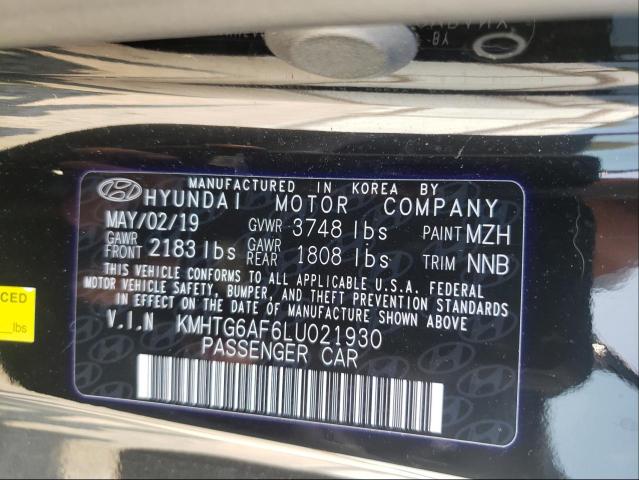 MANUFACTURED IN KOREA BY
HYUNDAI MOTOR COMPANY
MAY/02/19 GVWR 3748 lbs PAINT MZH
GAWR FRONT 2183 lbs GAWR REAR 1808 lbs TRIM NNB
THIS VEHICLE CONFORMS TO ALL APPLICABLE U.S.A. FEDERAL
MOTOR VEHICLE SAFETY, BUMPER, AND THEFT PREVENTION STANDARDS
IN EFFECT ON THE DATE OF MANUFACTURE SHOWN ABOVE.
V.I.N KMHTG6AF6LU021930
PASSENGER CAR
CED
lbs